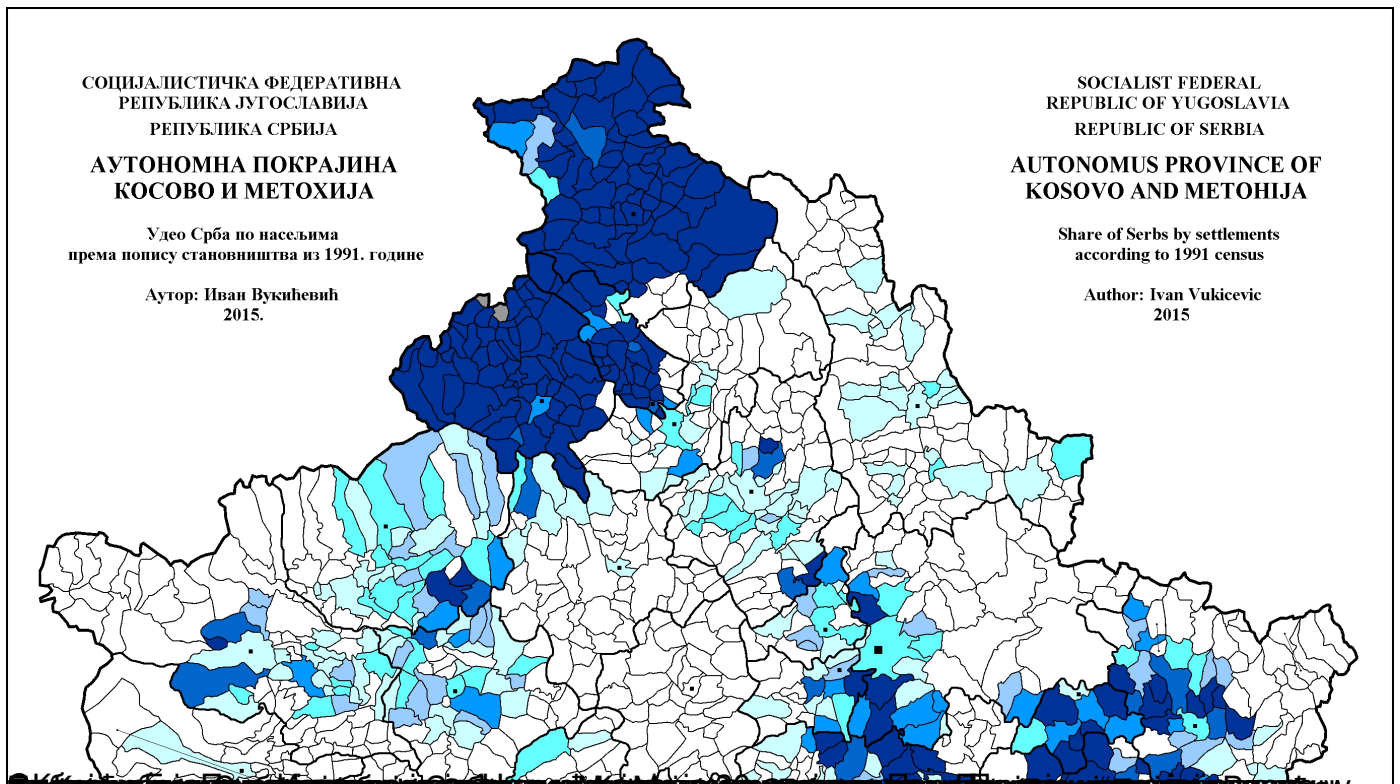 СОЦИЈАЛИСТИЧКА ФЕДЕРАТИВНА
РЕПУБЛИКА ЈУГОСЛАВИЈА
РЕПУБЛИКА СРБИЈА
АУТОНОМНА ПОКРАЈИНА
КОСОВО И МЕТОХИЈА
Удео Срба по насељима
према попису становништва из 1991. године
Аутор: Иван Вукићевић
2015.
SOCIALIST FEDERAL
REPUBLIC OF YUGOSLAVIA
REPUBLIC OF SERBIA
AUTONOMUS PROVINCE OF
KOSOVO AND METOHIJA
Share of Serbs by settlements
according to 1991 census
Author: Ivan Vukicevic
2015